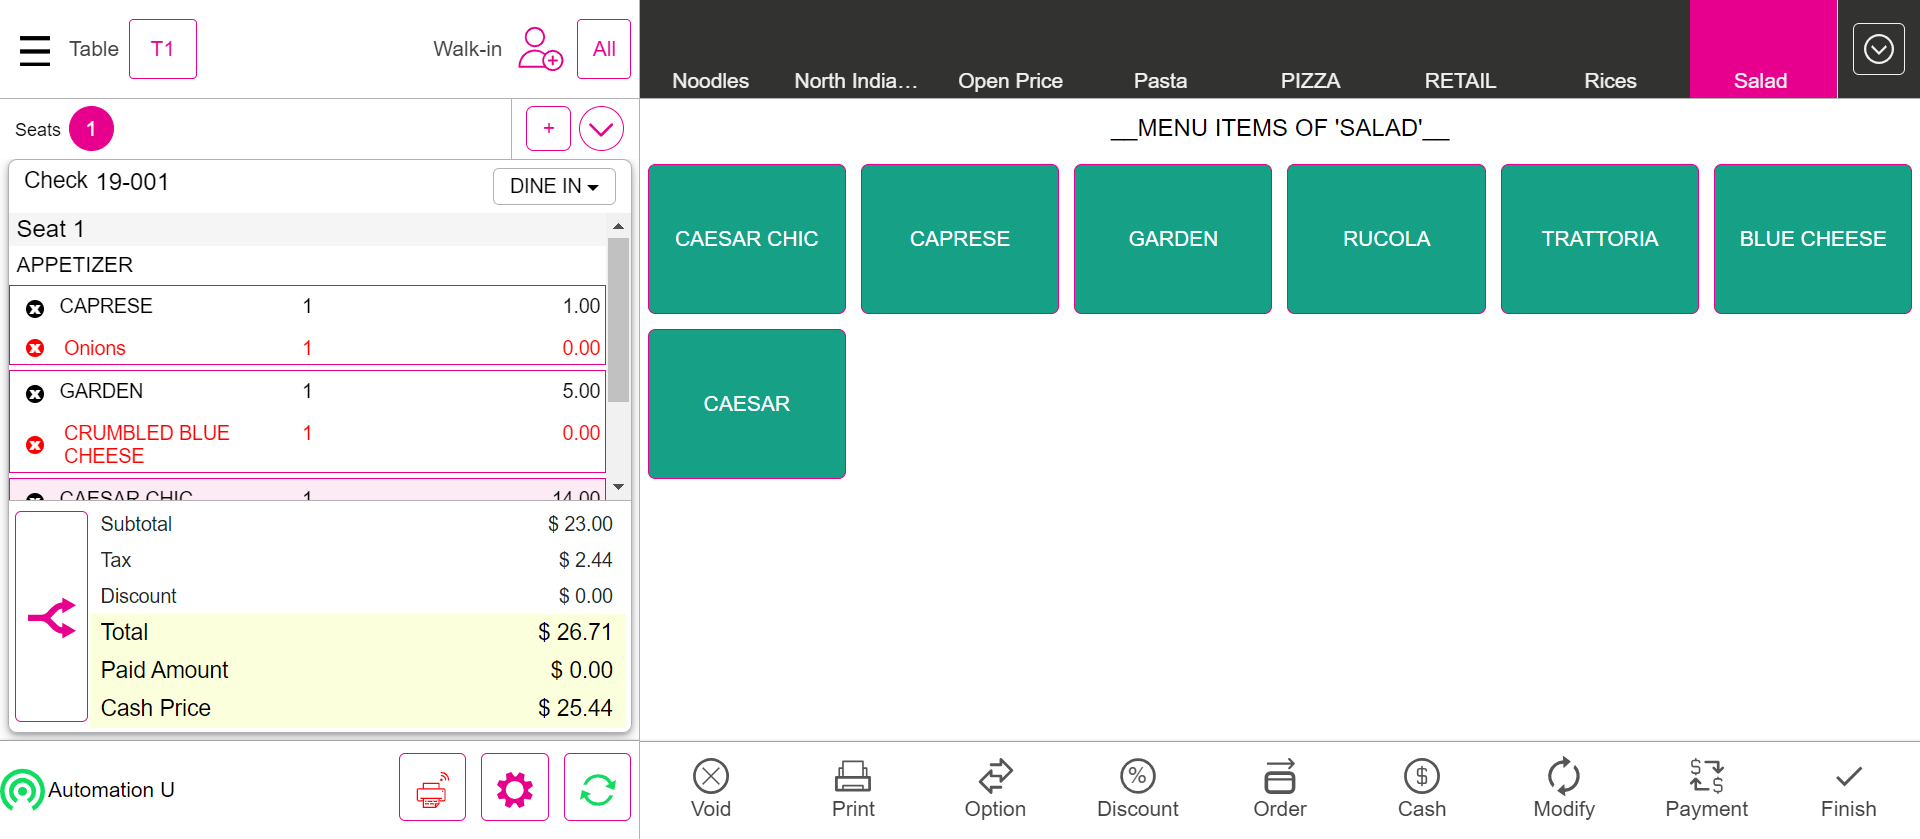 Table T1 Walk-in All
Noodles North India... Open Price Pasta PIZZA RETAIL Rices Salad
Seats 1 +
__MENU ITEMS OF 'SALAD'__
Check 19-001 DINE IN
Seat 1
APPETIZER
CAPRESE 1 1.00
Onions 1 0.00
GARDEN 1 5.00
CRUMBLED BLUE CHEESE 1 0.00
CAESAR CHIC 1 14.00
Subtotal $ 23.00
Tax $ 2.44
Discount $ 0.00
Total $ 26.71
Paid Amount $ 0.00
Cash Price $ 25.44
CAESAR CHIC CAPRESE GARDEN RUCOLA TRATTORIA BLUE CHEESE
CAESAR
Automation U
Void Print Option Discount Order Cash Modify Payment Finish